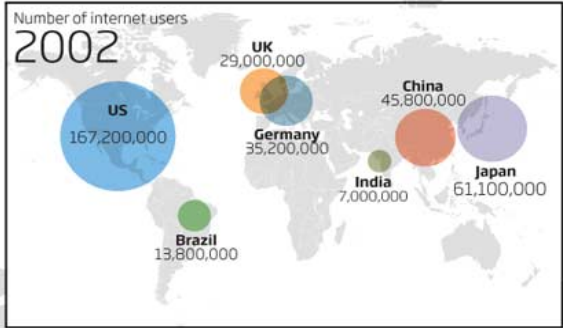 Number of internet users
2002
UK
29,000,000
US
167,200,000
China
45,800,000
Germany
35,200,000
India
7,000,000
Japan
61,100,000
Brazil
13,800,000